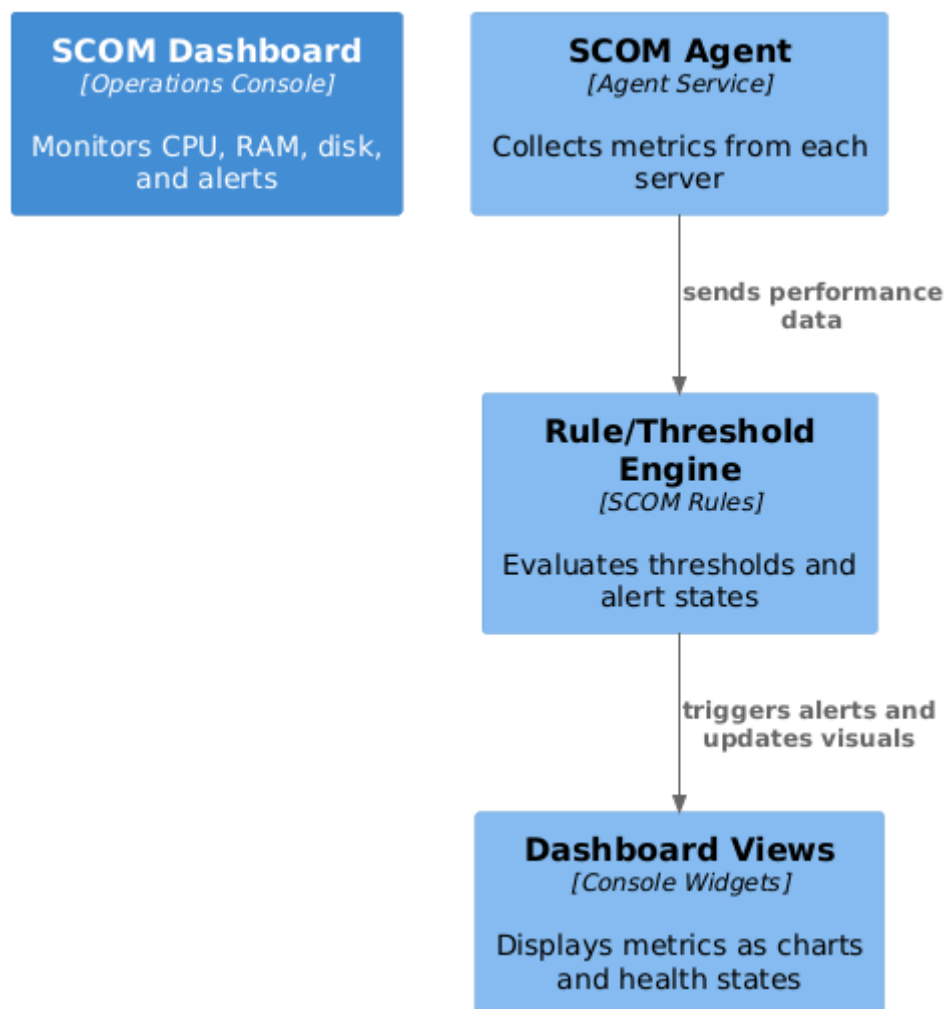 SCOM Dashboard
[Operations Console]
Monitors CPU, RAM, disk,
and alerts
SCOM Agent
[Agent Service]
Collects metrics from each
server
sends performance
data
Rule/Threshold
Engine
[SCOM Rules]
Evaluates thresholds and
alert states
triggers alerts and
updates visuals
Dashboard Views
[Console Widgets]
Displays metrics as charts
and health states